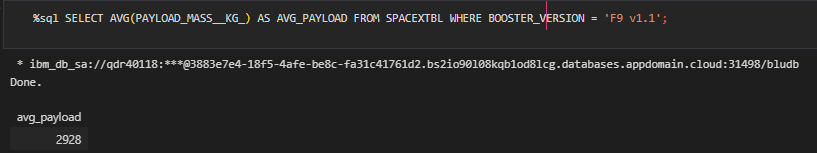 %sql SELECT AVG(PAYLOAD_MASS__KG_) AS AVG_PAYLOAD FROM SPACEXTBL WHERE BOOSTER_VERSION = 'F9 v1.1';
* ibm_db_sa://qdr40118:***@3883e7e4-18f5-4afe-be8c-fa31c41761d2.bs2io90l08kqb1od8lcg.databases.appdomain.cloud:31498/bludb
Done.
avg_payload
2928